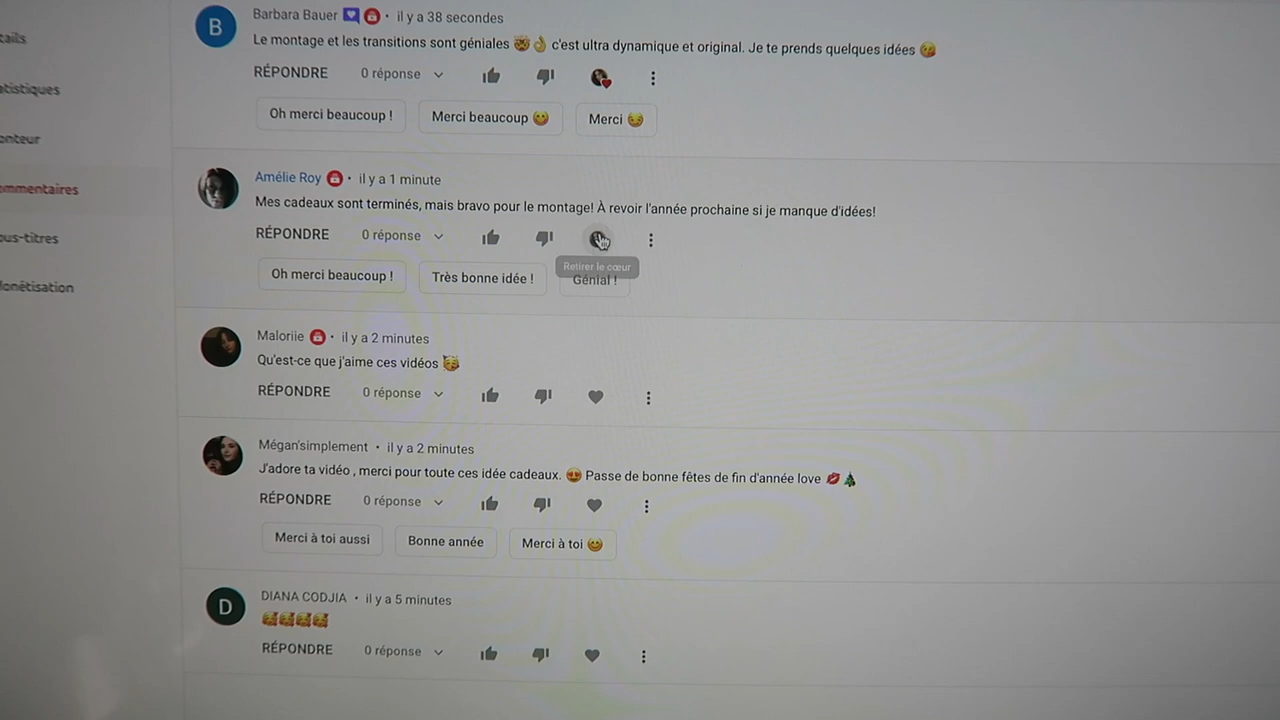 Barbara Bauer · il y a 38 secondes
Le montage et les transitions sont géniales 🤯👌 c'est ultra dynamique et original. Je te prends quelques idées 😘
RÉPONDRE 0 réponse
Oh merci beaucoup ! Merci beaucoup 😋 Merci 😏
Amélie Roy · il y a 1 minute
Mes cadeaux sont terminés, mais bravo pour le montage! À revoir l'année prochaine si je manque d'idées!
RÉPONDRE 0 réponse
Retirer le cœur
Oh merci beaucoup ! Très bonne idée ! Génial !
Maloriie · il y a 2 minutes
Qu'est-ce que j'aime ces vidéos 🥳
RÉPONDRE 0 réponse
Mégan'simplement · il y a 2 minutes
J'adore ta vidéo , merci pour toute ces idée cadeaux. 😍 Passe de bonne fêtes de fin d'année love 💋🎄
RÉPONDRE 0 réponse
Merci à toi aussi Bonne année Merci à toi 😊
D DIANA CODJIA · il y a 5 minutes
🥰🥰🥰🥰
RÉPONDRE 0 réponse
B
tails
atistiques
onteur
ommentaires
ous-titres
lonétisation